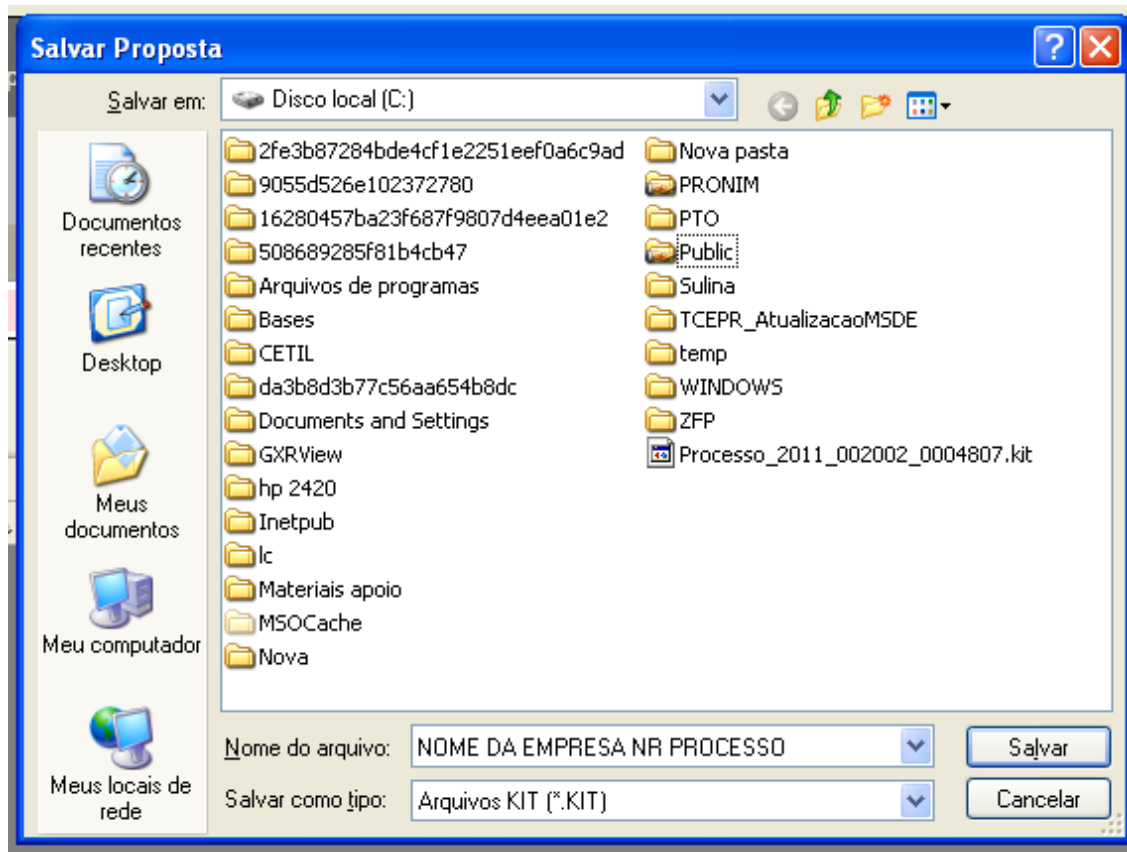 Salvar Proposta
Salvar em:
Disco local (C:)
Documentos
recentes
Desktop
Meus
documentos
Meu computador
Meus locais de
rede
2fe3b87284bde4cf1e2251eef0a6c9ad
9055d526e102372780
16280457ba23f687f9807d4eea01e2
508689285f81b4cb47
Arquivos de programas
Bases
CETIL
da3b8d3b77c56aa654b8dc
Documents and Settings
GXRView
hp 2420
Inetpub
lc
Materiais apoio
MSOCache
Nova
Nova pasta
PRONIM
PTO
Public
Sulina
TCEPR_AtualizacaoMSDE
temp
WINDOWS
ZFP
Processo_2011_002002_0004807.kit
Nome do arquivo:
NOME DA EMPRESA NR PROCESSO
Salvar
Salvar como tipo:
Arquivos KIT (*.KIT)
Cancelar